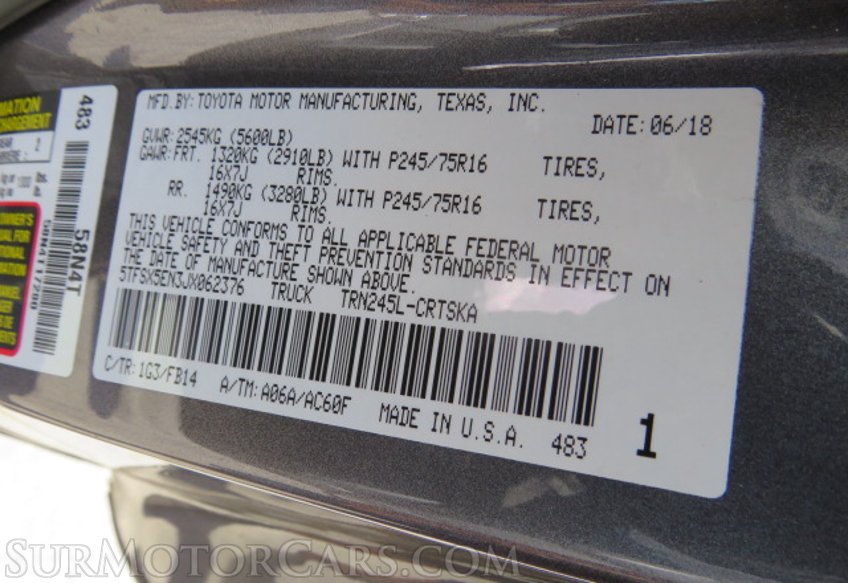 MFD.BY:TOYOTA MOTOR MANUFACTURING, TEXAS, INC.
DATE:06/18
GVWR:2545KG (5600LB)
GAWR:FRT. 1320KG (2910LB) WITH P245/75R16 TIRES,
16X7J RIMS.
RR. 1490KG (3280LB) WITH P245/75R16 TIRES,
16X7J RIMS.
THIS VEHICLE CONFORMS TO ALL APPLICABLE FEDERAL MOTOR
VEHICLE SAFETY AND THEFT PREVENTION STANDARDS IN EFFECT ON
THE DATE OF MANUFACTURE SHOWN ABOVE.
5TFSX5EN3JX062376 TRUCK TRN245L-CRTSKA
C/TR:1G3/FB14 A/TM:A06A/AC60F MADE IN U.S.A. 483 1
483
58N4T
58N4117280
2
OWNER'S
SurMotorCars.com